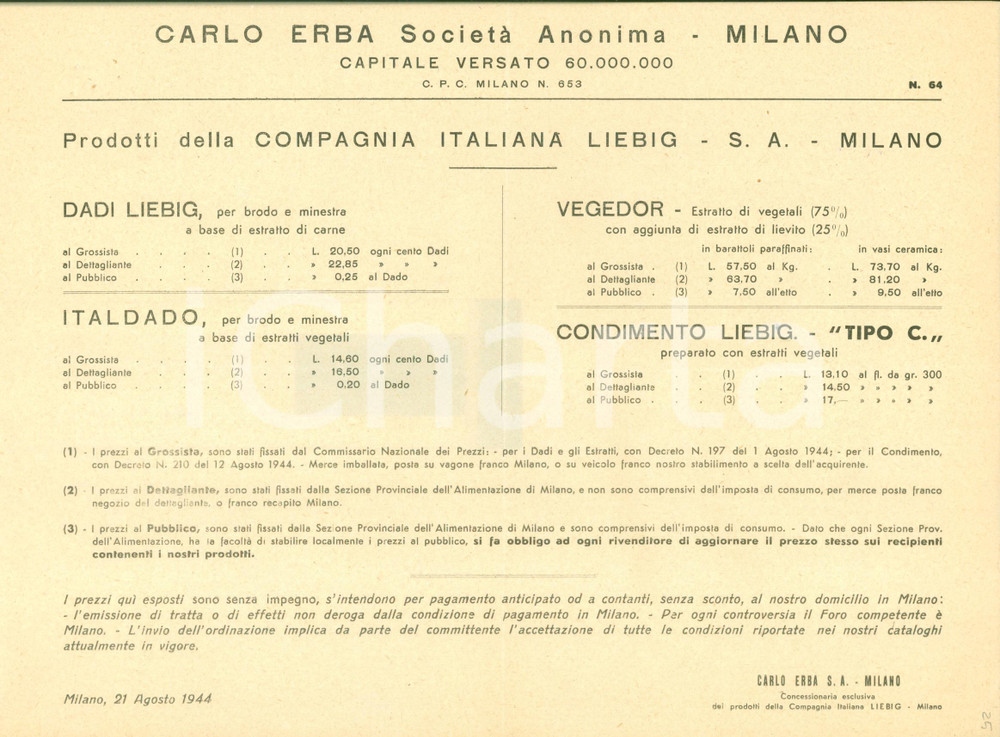 CARLO ERBA Società Anonima - MILANO
CAPITALE VERSATO 60.000.000
C. P. C. MILANO N. 653
N. 64
Prodotti della COMPAGNIA ITALIANA LIEBIG - S. A. - MILANO
DADI LIEBIG, per brodo e minestra
a base di estratto di carne
al Grossista . . . . (1) . . L. 20,50 ogni cento Dadi
al Dettagliante . . . . (2) . . » 22,85 » » »
al Pubblico . . . . (3) . . » 0,25 al Dado
ITALDADO, per brodo e minestra
a base di estratti vegetali
al Grossista . . . . (1) . . L. 14,60 ogni cento Dadi
al Dettagliante . . . . (2) . . » 16,50 » » »
al Pubblico . . . . (3) . . » 0,20 al Dado
VEGEDOR - Estratto di vegetali (75%)
con aggiunta di estratto di lievito (25%)
in barattoli paraffinati: in vasi ceramica:
al Grossista . (1) L. 57,50 al Kg. . L. 73,70 al Kg.
al Dettagliante (2) » 63,70 » . » 81,20 »
al Pubblico . (3) » 7,50 all'etto . » 9,50 all'etto
CONDIMENTO LIEBIG. - "TIPO C.„
preparato con estratti vegetali
al Grossista . . (1) . . L. 13,10 al fl. da gr. 300
al Dettagliante . . (2) . . » 14,50 » » » » »
al Pubblico . . . (3) . . » 17,— » » » » »
(1) - I prezzi al Grossista, sono stati fissati dal Commissario Nazionale dei Prezzi: - per i Dadi e gli Estratti, con Decreto N. 197 del 1 Agosto 1944; - per il Condimento,
con Decreto N. 210 del 12 Agosto 1944. - Merce imballata, posta su vagone franco Milano, o su veicolo franco nostro stabilimento a scelta dell'acquirente.
(2) - I prezzi al Dettagliante, sono stati fissati dalla Sezione Provinciale dell'Alimentazione di Milano, e non sono comprensivi dell'imposta di consumo, per merce posta franco
negozio del dettagliante, o franco recapito Milano.
(3) - I prezzi al Pubblico, sono stati fissati dalla Sezione Provinciale dell'Alimentazione di Milano e sono comprensivi dell'imposta di consumo. - Dato che ogni Sezione Prov.
dell'Alimentazione, ha la facoltà di stabilire localmente i prezzi al pubblico, si fa obbligo ad ogni rivenditore di aggiornare il prezzo stesso sui recipienti
contenenti i nostri prodotti.
I prezzi quì esposti sono senza impegno, s'intendono per pagamento anticipato od a contanti, senza sconto, al nostro domicilio in Milano:
- l'emissione di tratta o di effetti non deroga dalla condizione di pagamento in Milano. - Per ogni controversia il Foro competente è
Milano. - L'invio dell'ordinazione implica da parte del committente l'accettazione di tutte le condizioni riportate nei nostri cataloghi
attualmente in vigore.
Milano, 21 Agosto 1944
CARLO ERBA S. A. - MILANO
Concessionaria esclusiva
dei prodotti della Compagnia Italiana LIEBIG - Milano
25
iCharta